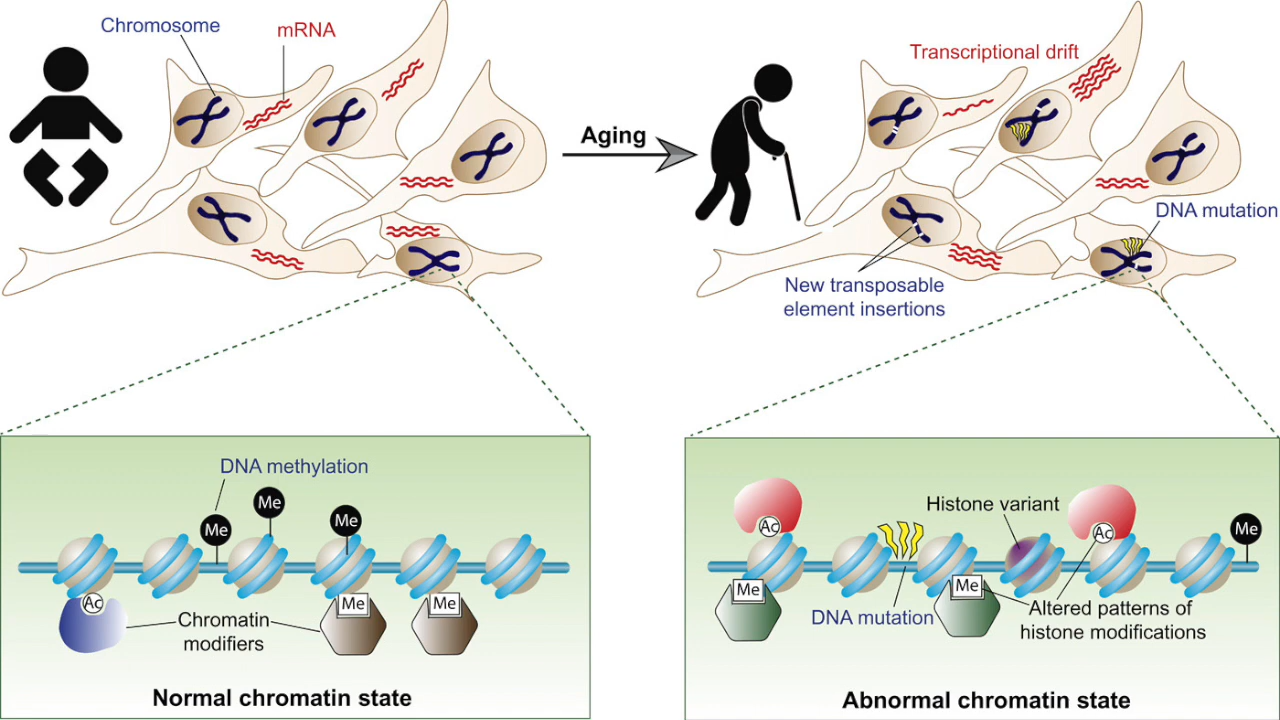 Chromosome
mRNA
Aging
Transcriptional drift
DNA mutation
New transposable
element insertions
DNA methylation
Me
Me
Me
Ac
Me
Me
Chromatin
modifiers
Normal chromatin state
Histone variant
Ac
Ac
Me
Me
Me
DNA mutation
Altered patterns of
histone modifications
Abnormal chromatin state